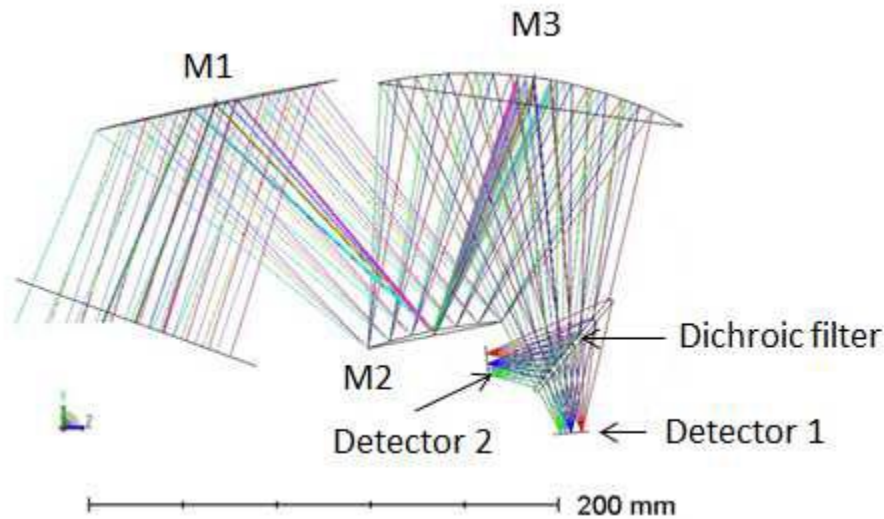 M3
M1
Dichroic filter
M2
Detector 2
Detector 1
Z
200 mm